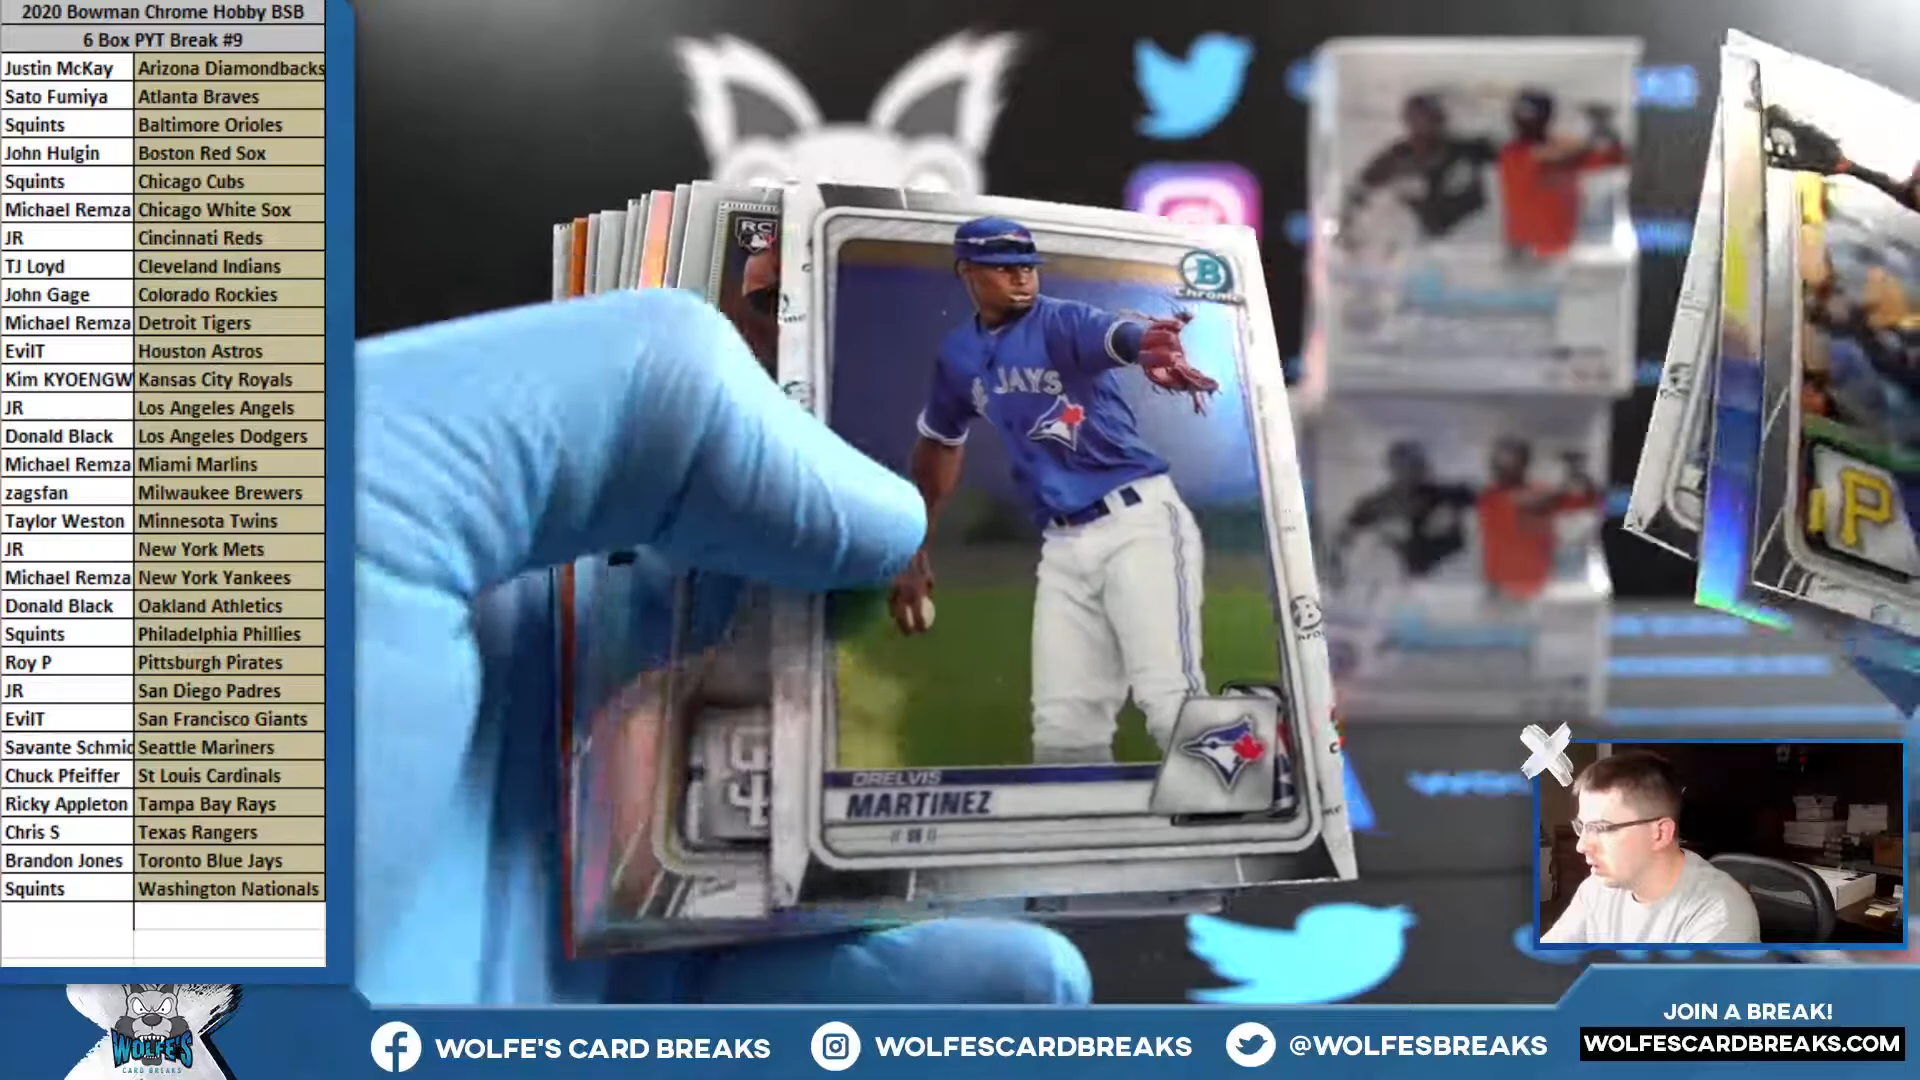 2020 Bowman Chrome Hobby BSB
6 Box PYT Break #9
Justin McKay Arizona Diamondbacks
Sato Fumiya Atlanta Braves
Squints Baltimore Orioles
John Hulgin Boston Red Sox
Squints Chicago Cubs
Michael Remza Chicago White Sox
JR Cincinnati Reds
TJ Loyd Cleveland Indians
John Gage Colorado Rockies
Michael Remza Detroit Tigers
EvilT Houston Astros
Kim KYOENGW Kansas City Royals
JR Los Angeles Angels
Donald Black Los Angeles Dodgers
Michael Remza Miami Marlins
zagsfan Milwaukee Brewers
Taylor Weston Minnesota Twins
JR New York Mets
Michael Remza New York Yankees
Donald Black Oakland Athletics
Squints Philadelphia Phillies
Roy P Pittsburgh Pirates
JR San Diego Padres
EvilT San Francisco Giants
Savante Schmid Seattle Mariners
Chuck Pfeiffer St Louis Cardinals
Ricky Appleton Tampa Bay Rays
Chris S Texas Rangers
Brandon Jones Toronto Blue Jays
Squints Washington Nationals
RC
B
Chrome
JAYS
ORELVIS
MARTINEZ
P
WOLFE'S
CARD BREAKS
WOLFE'S CARD BREAKS
WOLFESCARDBREAKS
@WOLFESBREAKS
JOIN A BREAK!
WOLFESCARDBREAKS.COM